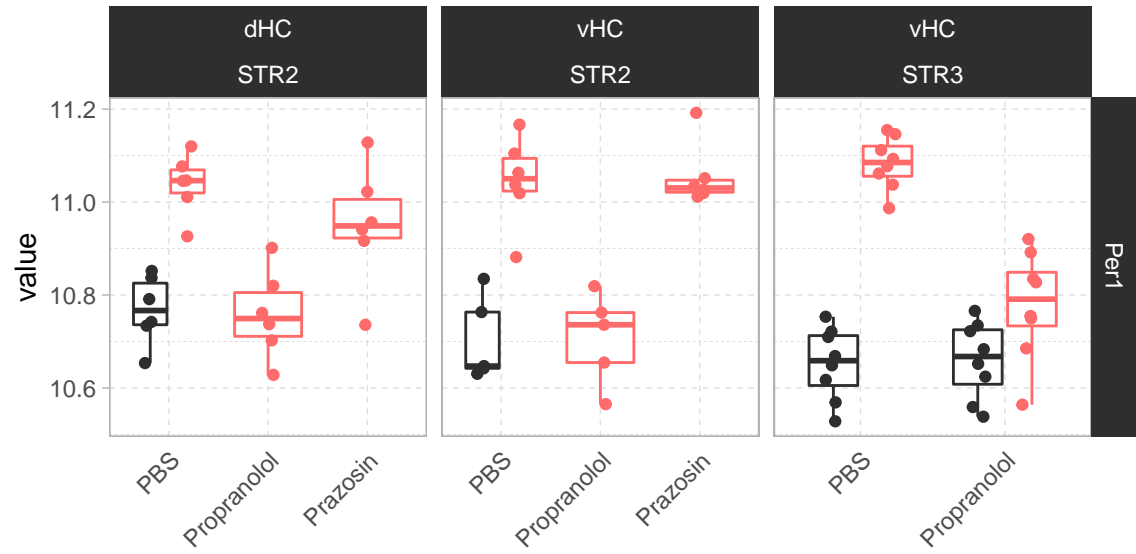 dHC
STR2
vHC
STR2
vHC
STR3
value
11.2
11.0
10.8
10.6
Per1
PBS
Propranolol
Prazosin
PBS
Propranolol
Prazosin
PBS
Propranolol